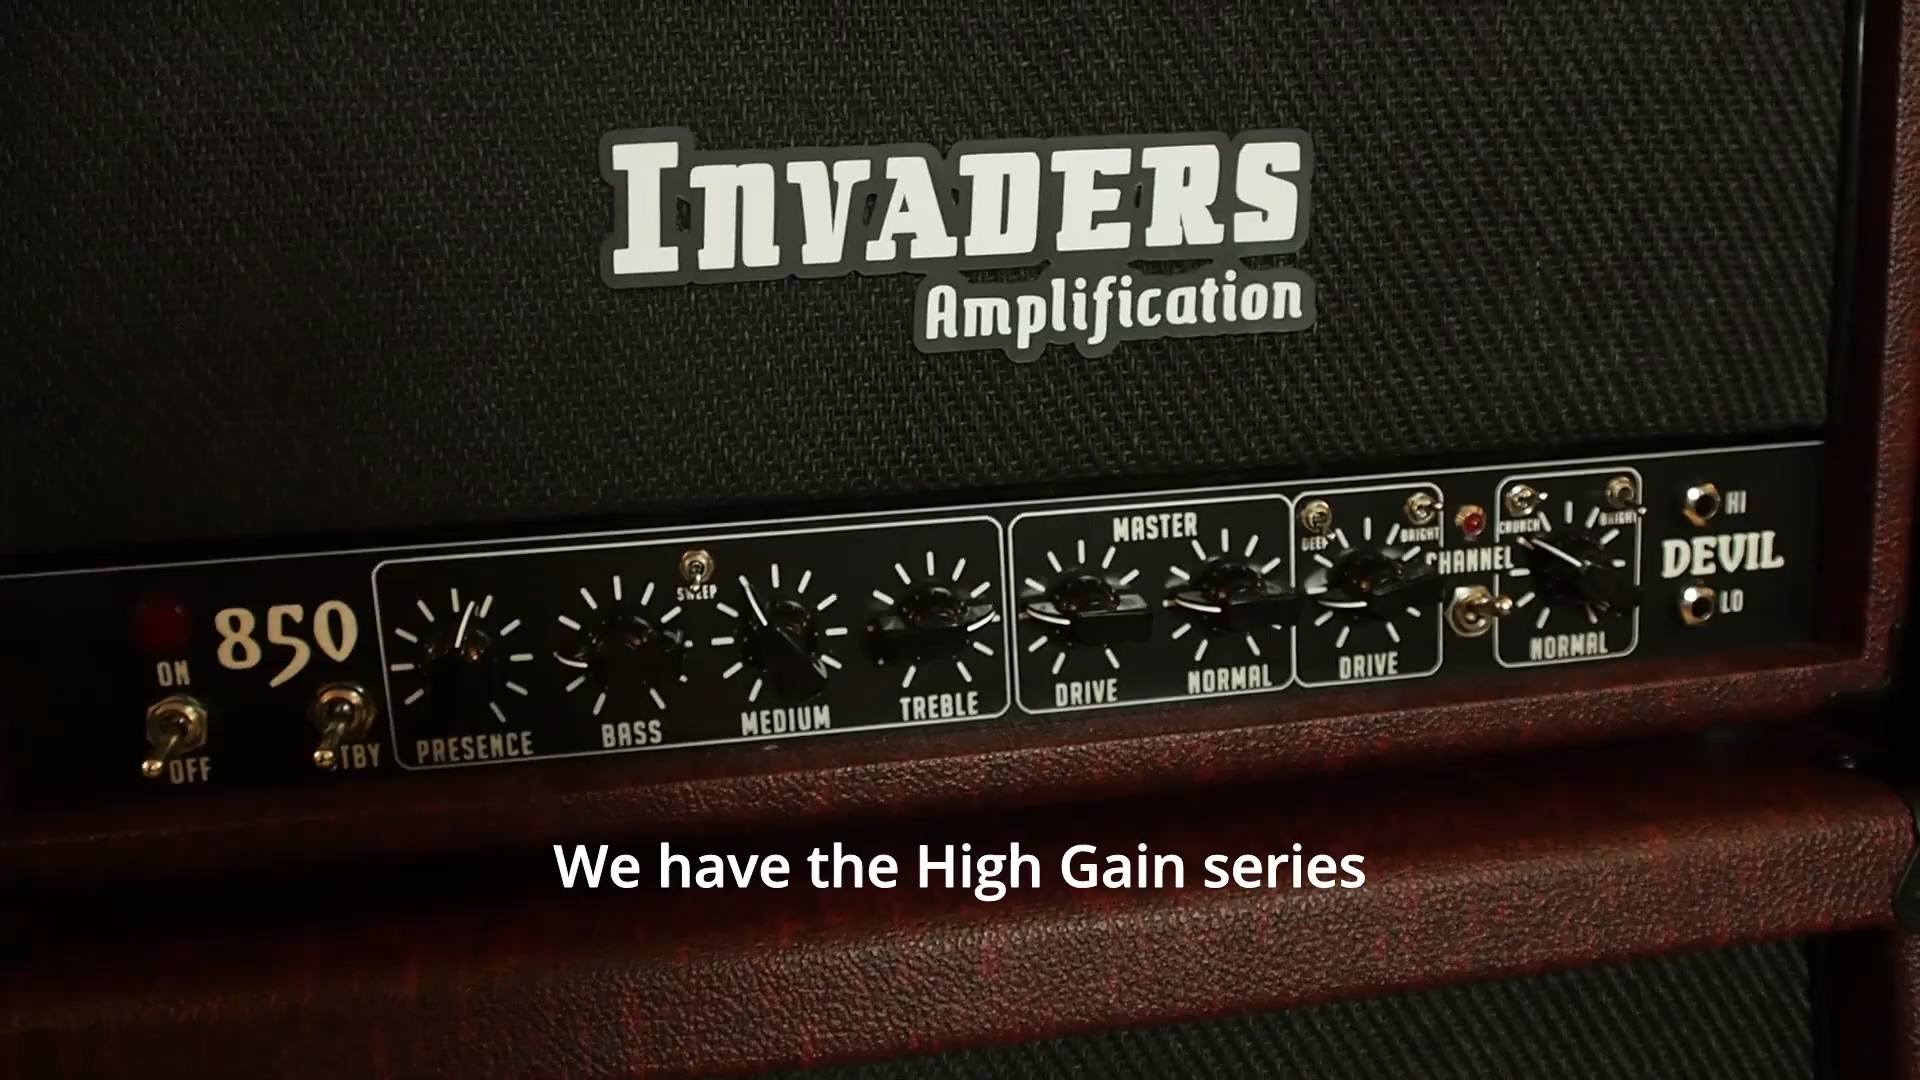 INVADERS
Amplification
850
ON
OFF
TBY
PRESENCE
BASS
SWEEP
MEDIUM
TREBLE
MASTER
DRIVE
NORMAL
DEEP
BRIGHT
DRIVE
CHANNEL
CRUNCH
BRIGHT
NORMAL
HI
DEVIL
LO
We have the High Gain series